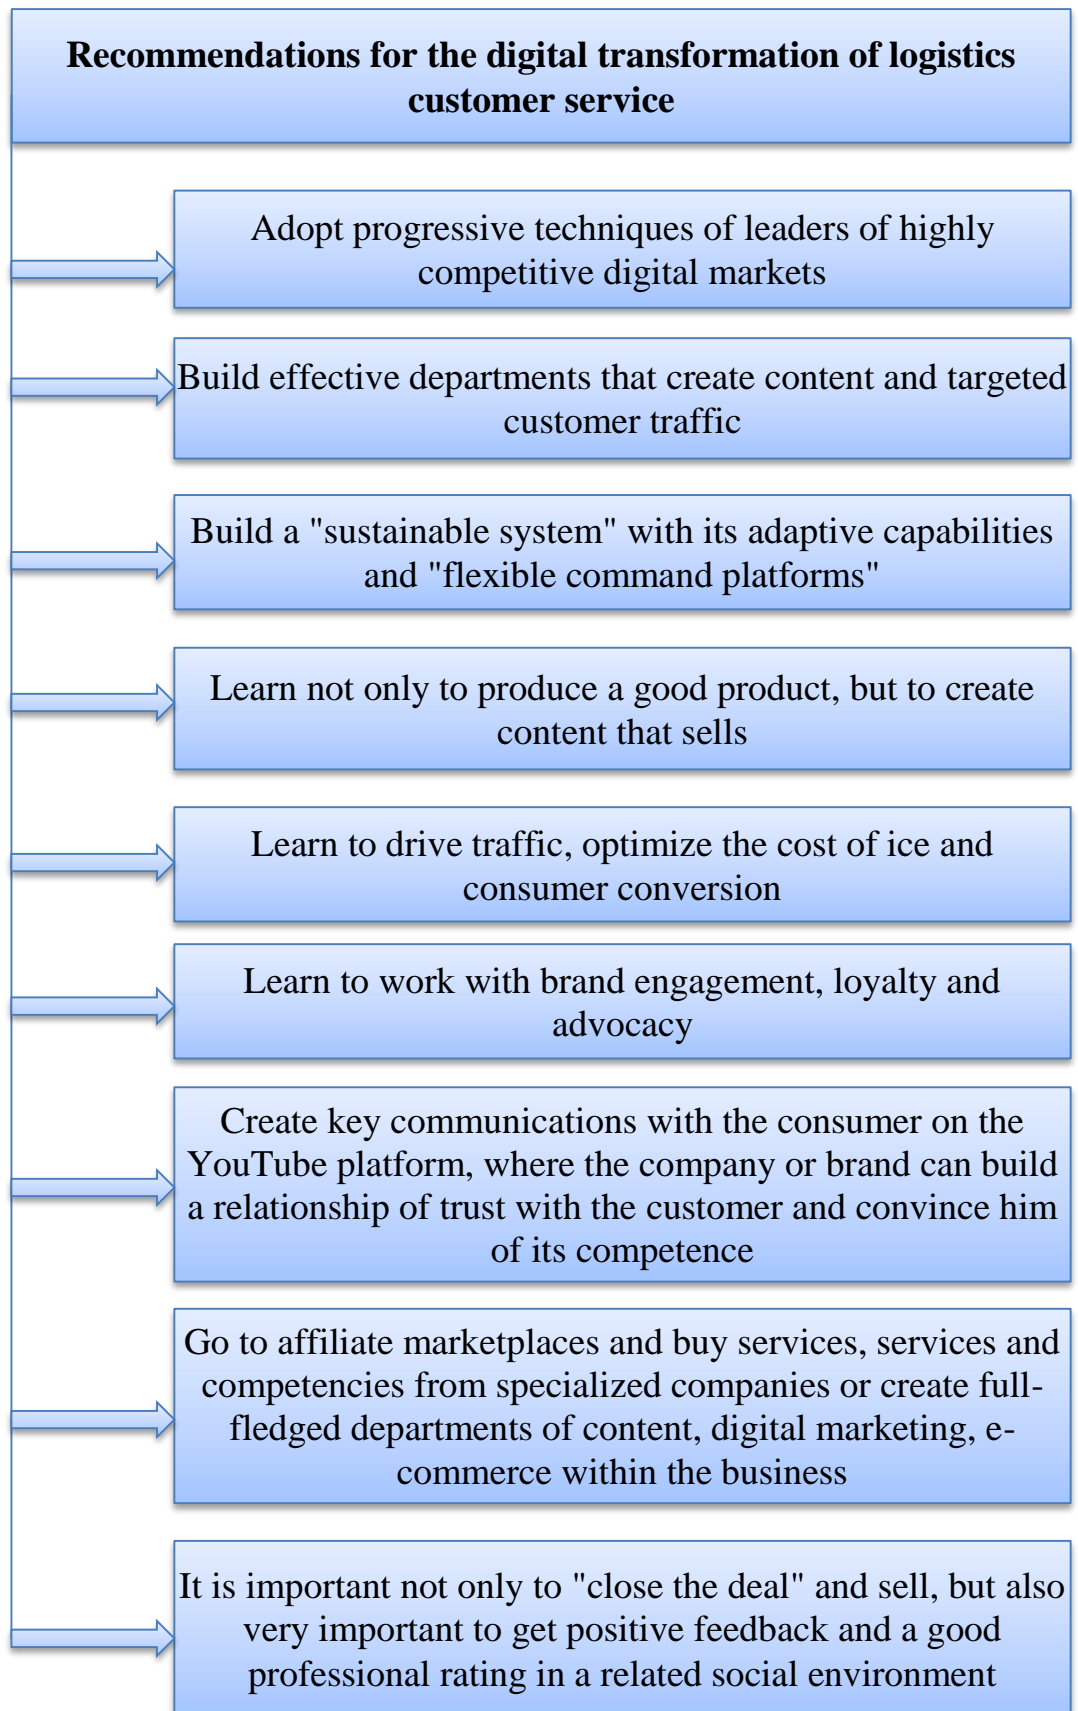 Recommendations for the digital transformation of logistics
customer service
Adopt progressive techniques of leaders of highly
competitive digital markets
Build effective departments that create content and targeted
customer traffic
Build a "sustainable system" with its adaptive capabilities
and "flexible command platforms"
Learn not only to produce a good product, but to create
content that sells
Learn to drive traffic, optimize the cost of ice and
consumer conversion
Learn to work with brand engagement, loyalty and
advocacy
Create key communications with the consumer on the
YouTube platform, where the company or brand can build
a relationship of trust with the customer and convince him
of its competence
Go to affiliate marketplaces and buy services, services and
competencies from specialized companies or create full-
fledged departments of content, digital marketing, e-
commerce within the business
It is important not only to "close the deal" and sell, but also
very important to get positive feedback and a good
professional rating in a related social environment